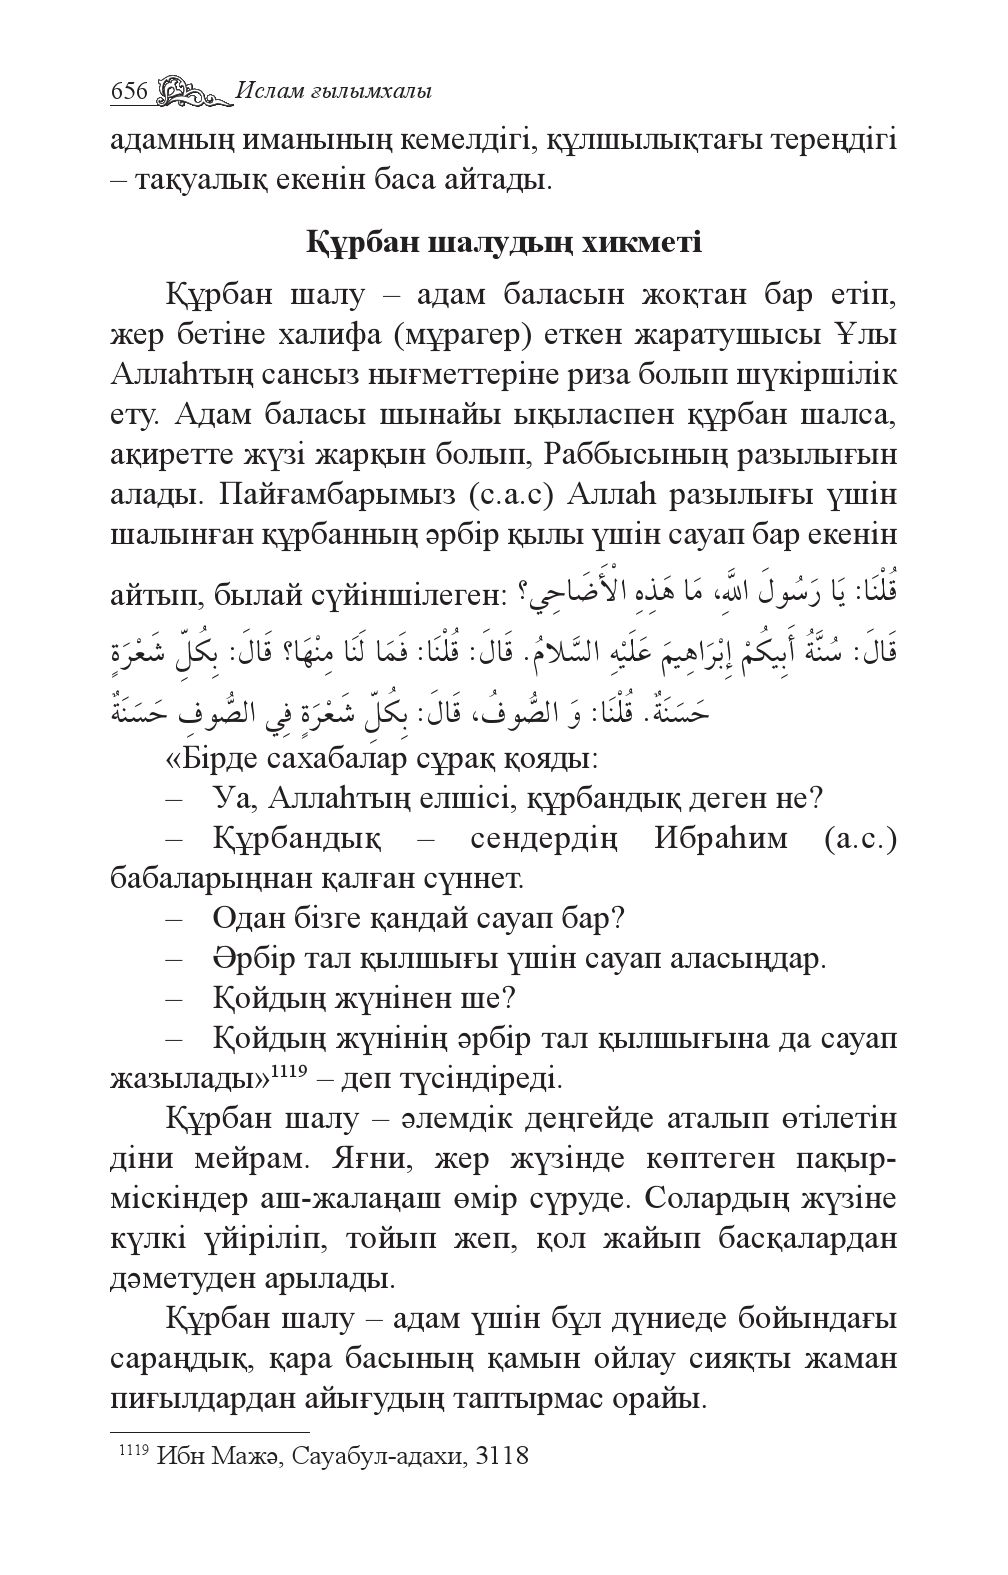 656 Ислам ғылымхалы
адамның иманының кемелдігі, құлшылықтағы тереңдігі
– тақуалық екенін баса айтады.
Құрбан шалудың хикметі
Құрбан шалу – адам баласын жоқтан бар етіп,
жер бетіне халифа (мұрагер) еткен жаратушысы Ұлы
Аллаһтың сансыз нығметтеріне риза болып шүкіршілік
ету. Адам баласы шынайы ықыласпен құрбан шалса,
ақиретте жүзі жарқын болып, Раббысының разылығын
алады. Пайғамбарымыз (с.а.с) Аллаһ разылығы үшін
шалынған құрбанның әрбір қылы үшін сауап бар екенін
айтып, былай сүйіншілеген: قُلْنَا: يَا رَسُولَ اللَّهِ، مَا هَذِهِ الْأَضَاحِي؟
قَالَ: سُنَّةُ أَبِيكُمْ إِبْرَاهِيمَ عَلَيْهِ السَّلامُ. قَالَ: قُلْنَا: فَمَا لَنَا مِنْهَا؟ قَالَ: بِكُلِّ شَعْرَةٍ
حَسَنَةٌ. قُلْنَا: وَ الصُّوفُ، قَالَ: بِكُلِّ شَعْرَةٍ فِي الصُّوفِ حَسَنَةٌ
«Бірде сахабалар сұрақ қояды:
– Уа, Аллаһтың елшісі, құрбандық деген не?
– Құрбандық – сендердің Ибраһим (а.с.)
бабаларыңнан қалған сүннет.
– Одан бізге қандай сауап бар?
– Әрбір тал қылшығы үшін сауап аласыңдар.
– Қойдың жүнінен ше?
– Қойдың жүнінің әрбір тал қылшығына да сауап
жазылады»¹¹¹⁹ – деп түсіндіреді.
Құрбан шалу – әлемдік деңгейде аталып өтілетін
діни мейрам. Яғни, жер жүзінде көптеген пақыр-
міскіндер аш-жалаңаш өмір сүруде. Солардың жүзіне
күлкі үйіріліп, тойып жеп, қол жайып басқалардан
дәметуден арылады.
Құрбан шалу – адам үшін бұл дүниеде бойындағы
сараңдық, қара басының қамын ойлау сияқты жаман
пиғылдардан айығудың таптырмас орайы.
¹¹¹⁹ Ибн Мажә, Сауабул-адахи, 3118